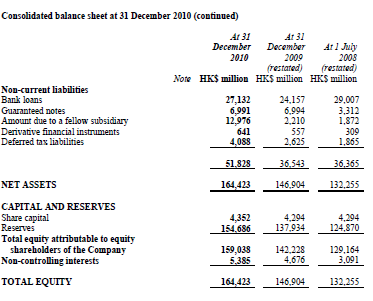 Consolidated balance sheet at 31 December 2010 (continued)
At 31 At 31
December December At 1 July
2010 2009 2008
(restated) (restated)
Note HK$ million HK$ million HK$ million
Non-current liabilities
Bank loans 27,132 24,157 29,007
Guaranteed notes 6,991 6,994 3,312
Amount due to a fellow subsidiary 12,976 2,210 1,872
Derivative financial instruments 641 557 309
Deferred tax liabilities 4,088 2,625 1,865
51,828 36,543 36,365
NET ASSETS 164,423 146,904 132,255
CAPITAL AND RESERVES
Share capital 4,352 4,294 4,294
Reserves 154,686 137,934 124,870
Total equity attributable to equity
shareholders of the Company 159,038 142,228 129,164
Non-controlling interests 5,385 4,676 3,091
TOTAL EQUITY 164,423 146,904 132,255